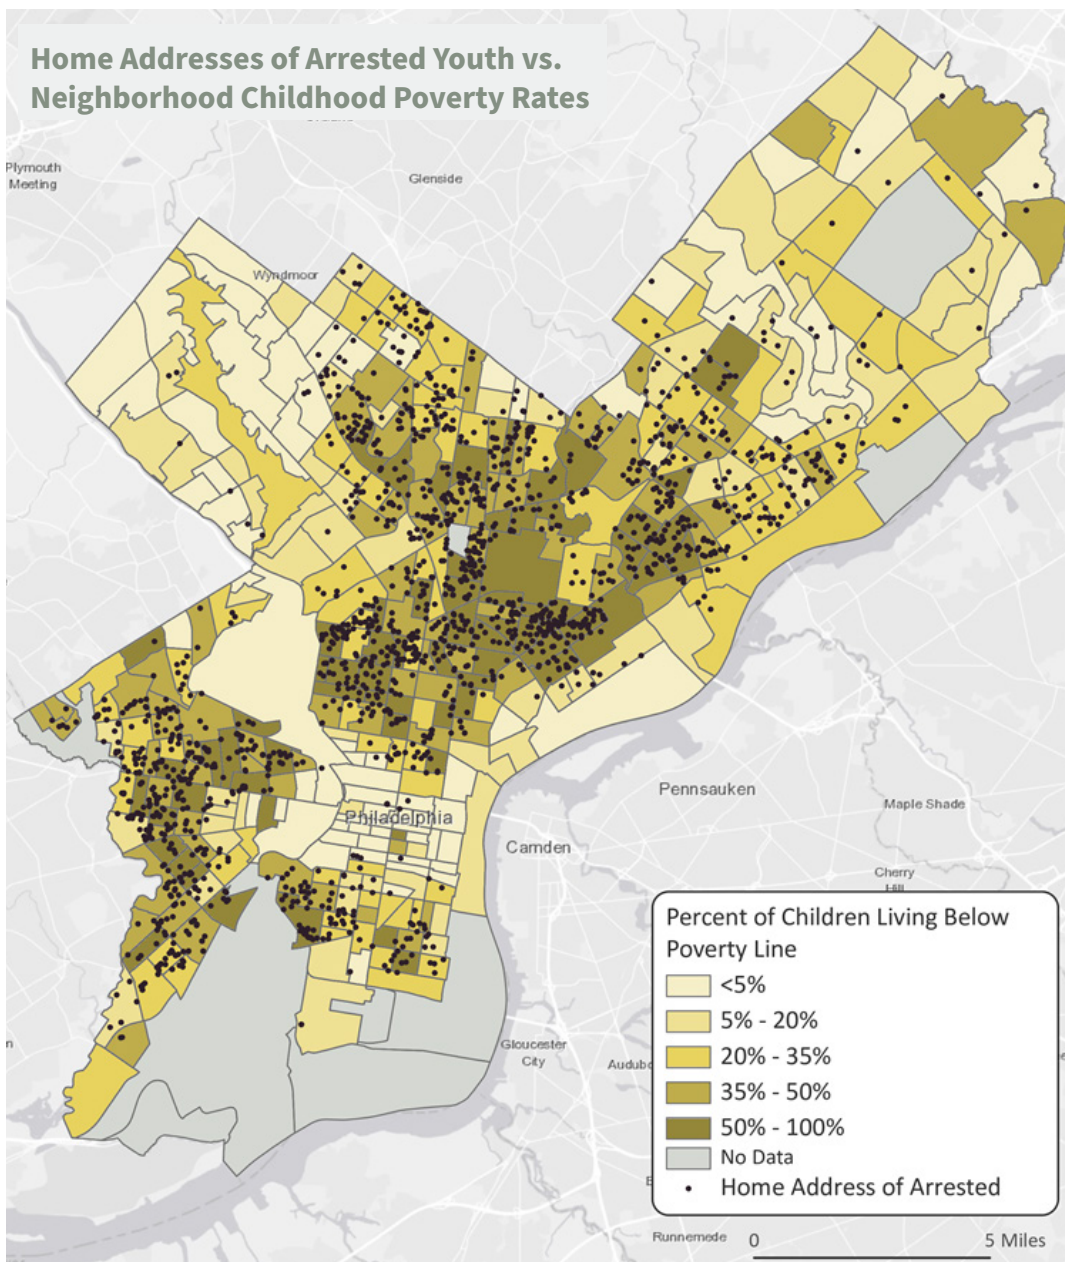 Home Addresses of Arrested Youth vs.
Neighborhood Childhood Poverty Rates
Plymouth
Meeting
Glenside
Wyndmoor
Philadelphia
Pennsauken
Maple Shade
Camden
Cherry
Hill
Gloucester
City
Audubo
Runnemede
Percent of Children Living Below
Poverty Line
<5%
5% - 20%
20% - 35%
35% - 50%
50% - 100%
No Data
Home Address of Arrested
0
5 Miles